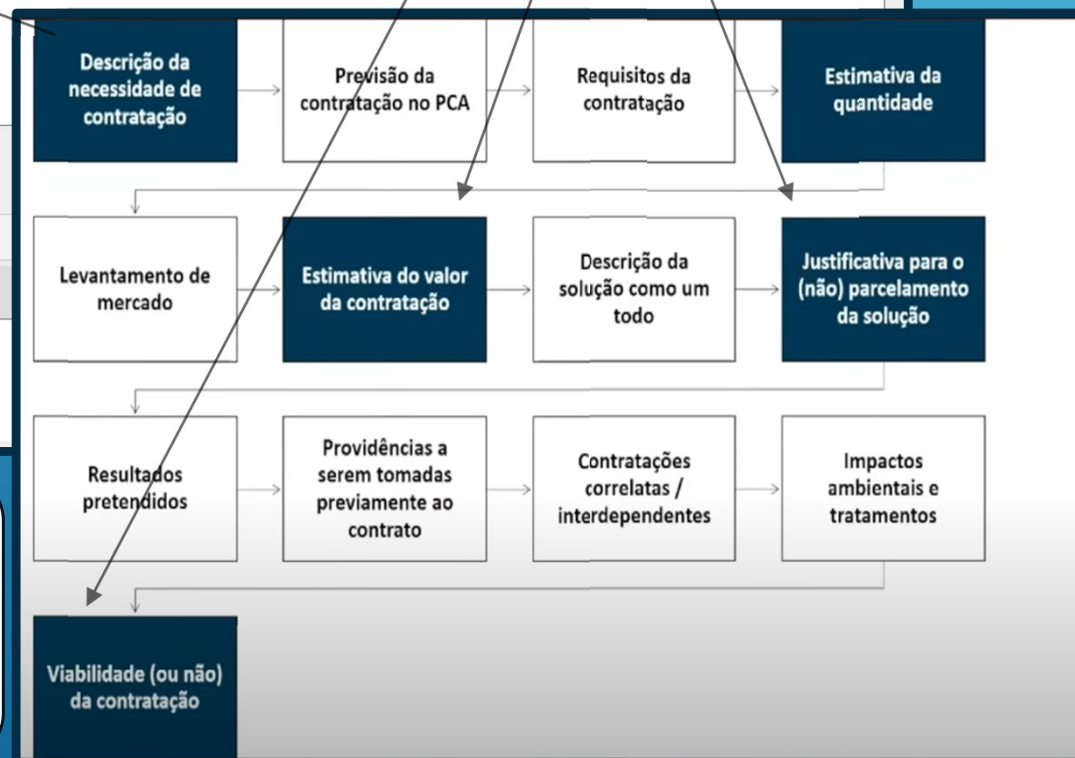 Descrição da
necessidade de
contratação
Previsão da
contratação no PCA
Requisitos da
contratação
Estimativa da
quantidade
Levantamento de
mercado
Estimativa do valor
da contratação
Descrição da
solução como um
todo
Justificativa para o
(não) parcelamento
da solução
Resultados
pretendidos
Providências a
serem tomadas
previamente ao
contrato
Contratações
correlatas /
interdependentes
Impactos
ambientais e
tratamentos
Viabilidade (ou não)
da contratação